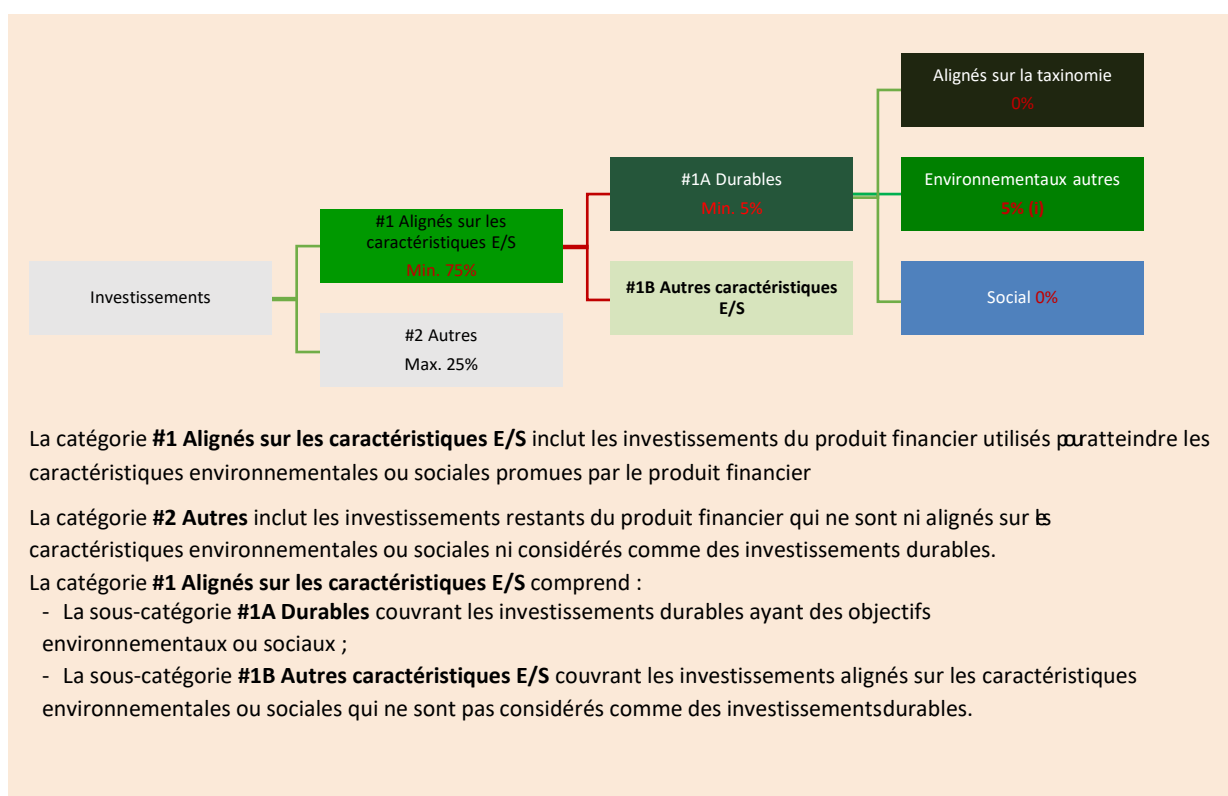 Alignés sur la taxinomie
0%
#1A Durables
Min. 5%
Environnementaux autres
5% (i)
#1 Alignés sur les
caractéristiques E/S
Min. 75%
Investissements
#1B Autres caractéristiques
E/S
Social 0%
#2 Autres
Max. 25%
La catégorie #1 Alignés sur les caractéristiques E/S inclut les investissements du produit financier utilisés pouratteindre les
caractéristiques environnementales ou sociales promues par le produit financier
La catégorie #2 Autres inclut les investissements restants du produit financier qui ne sont ni alignés sur les
caractéristiques environnementales ou sociales ni considérés comme des investissements durables.
La catégorie #1 Alignés sur les caractéristiques E/S comprend :
- La sous-catégorie #1A Durables couvrant les investissements durables ayant des objectifs
environnementaux ou sociaux ;
- La sous-catégorie #1B Autres caractéristiques E/S couvrant les investissements alignés sur les caractéristiques
environnementales ou sociales qui ne sont pas considérés comme des investissementsdurables.